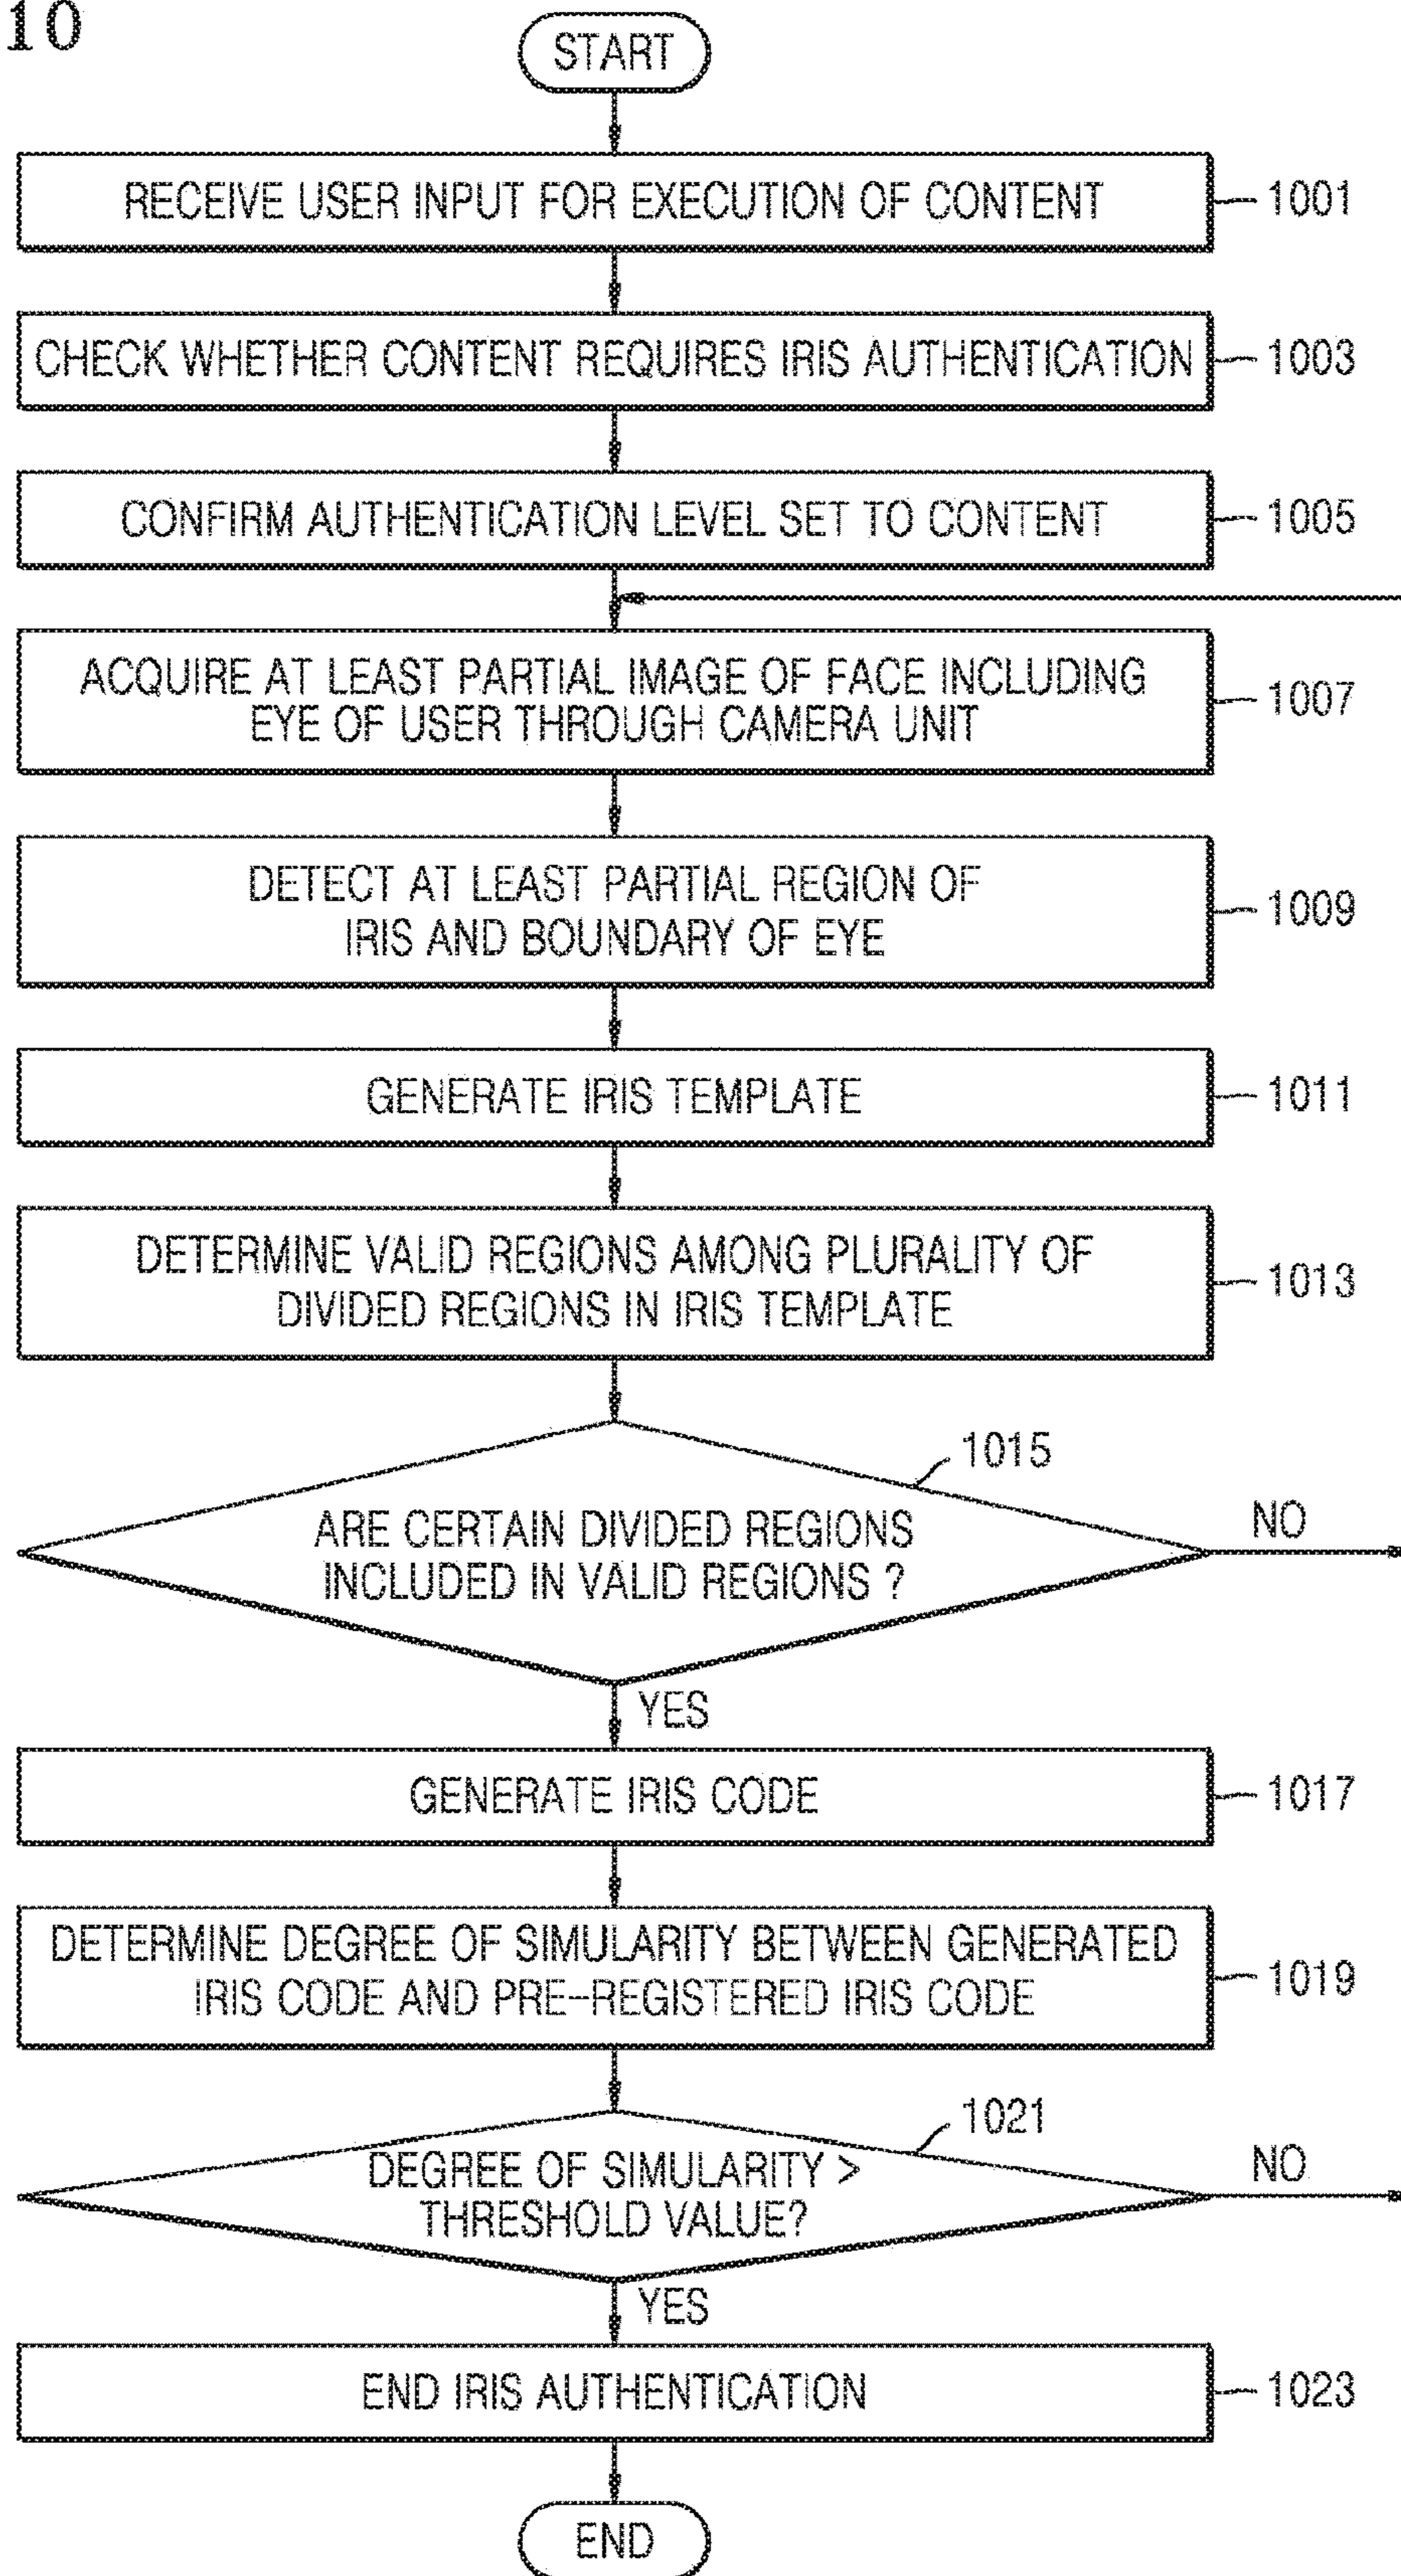 10
START
RECEIVE USER INPUT FOR EXECUTION OF CONTENT
1001
CHECK WHETHER CONTENT REQUIRES IRIS AUTHENTICATION
1003
CONFIRM AUTHENTICATION LEVEL SET TO CONTENT
1005
ACQUIRE AT LEAST PARTIAL IMAGE OF FACE INCLUDING
EYE OF USER THROUGH CAMERA UNIT
1007
DETECT AT LEAST PARTIAL REGION OF
IRIS AND BOUNDARY OF EYE
1009
GENERATE IRIS TEMPLATE
1011
DETERMINE VALID REGIONS AMONG PLURALITY OF
DIVIDED REGIONS IN IRIS TEMPLATE
1013
1015
ARE CERTAIN DIVIDED REGIONS
INCLUDED IN VALID REGIONS ?
NO
YES
GENERATE IRIS CODE
1017
DETERMINE DEGREE OF SIMULARITY BETWEEN GENERATED
IRIS CODE AND PRE-REGISTERED IRIS CODE
1019
1021
DEGREE OF SIMULARITY >
THRESHOLD VALUE?
NO
YES
END IRIS AUTHENTICATION
1023
END